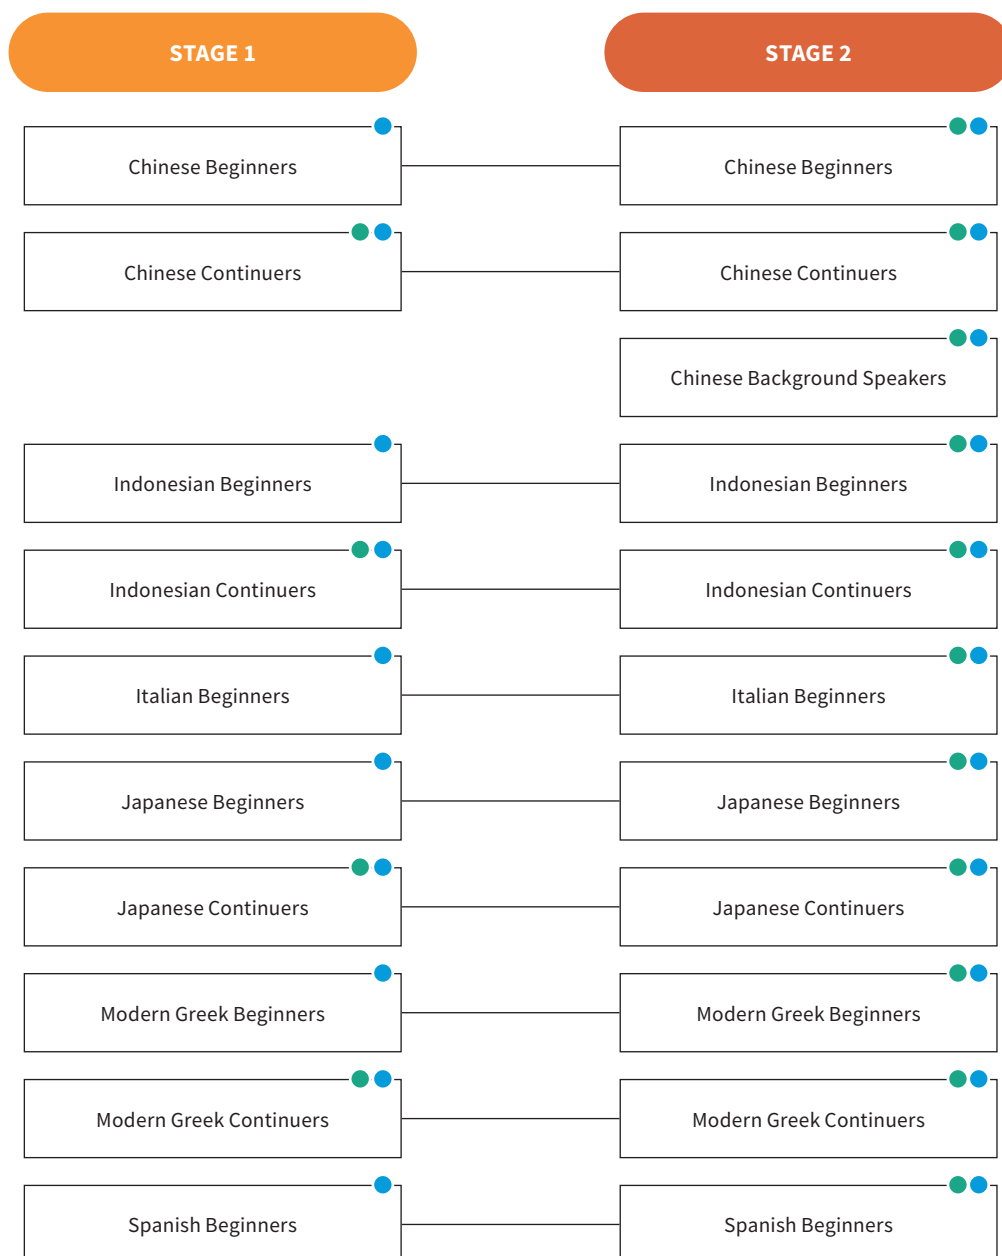 STAGE 1
STAGE 2
Chinese Beginners
Chinese Beginners
Chinese Continuers
Chinese Continuers
Chinese Background Speakers
Indonesian Beginners
Indonesian Beginners
Indonesian Continuers
Indonesian Continuers
Italian Beginners
Italian Beginners
Japanese Beginners
Japanese Beginners
Japanese Continuers
Japanese Continuers
Modern Greek Beginners
Modern Greek Beginners
Modern Greek Continuers
Modern Greek Continuers
Spanish Beginners
Spanish Beginners